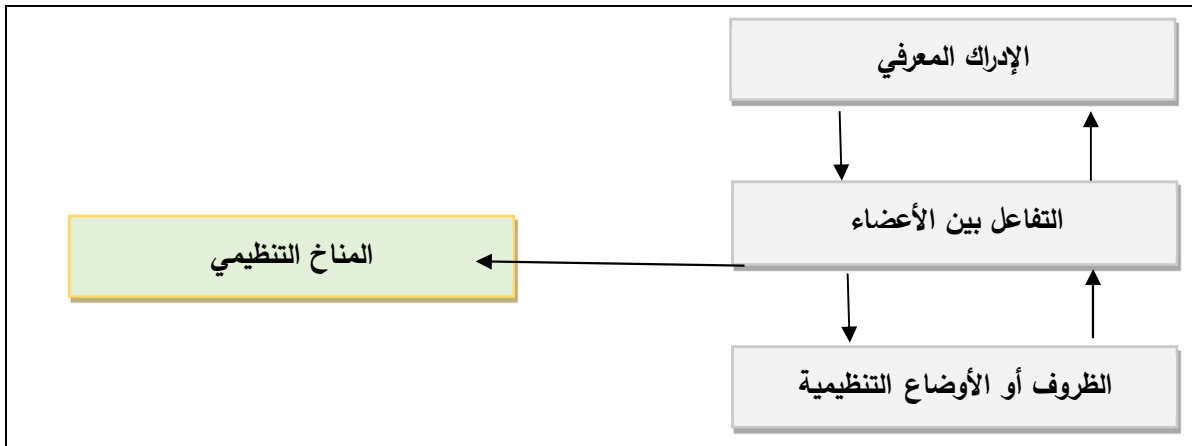 الإدراك المعرفي
التفاعل بين الأعضاء
المناخ التنظيمي
الظروف أو الأوضاع التنظيمية